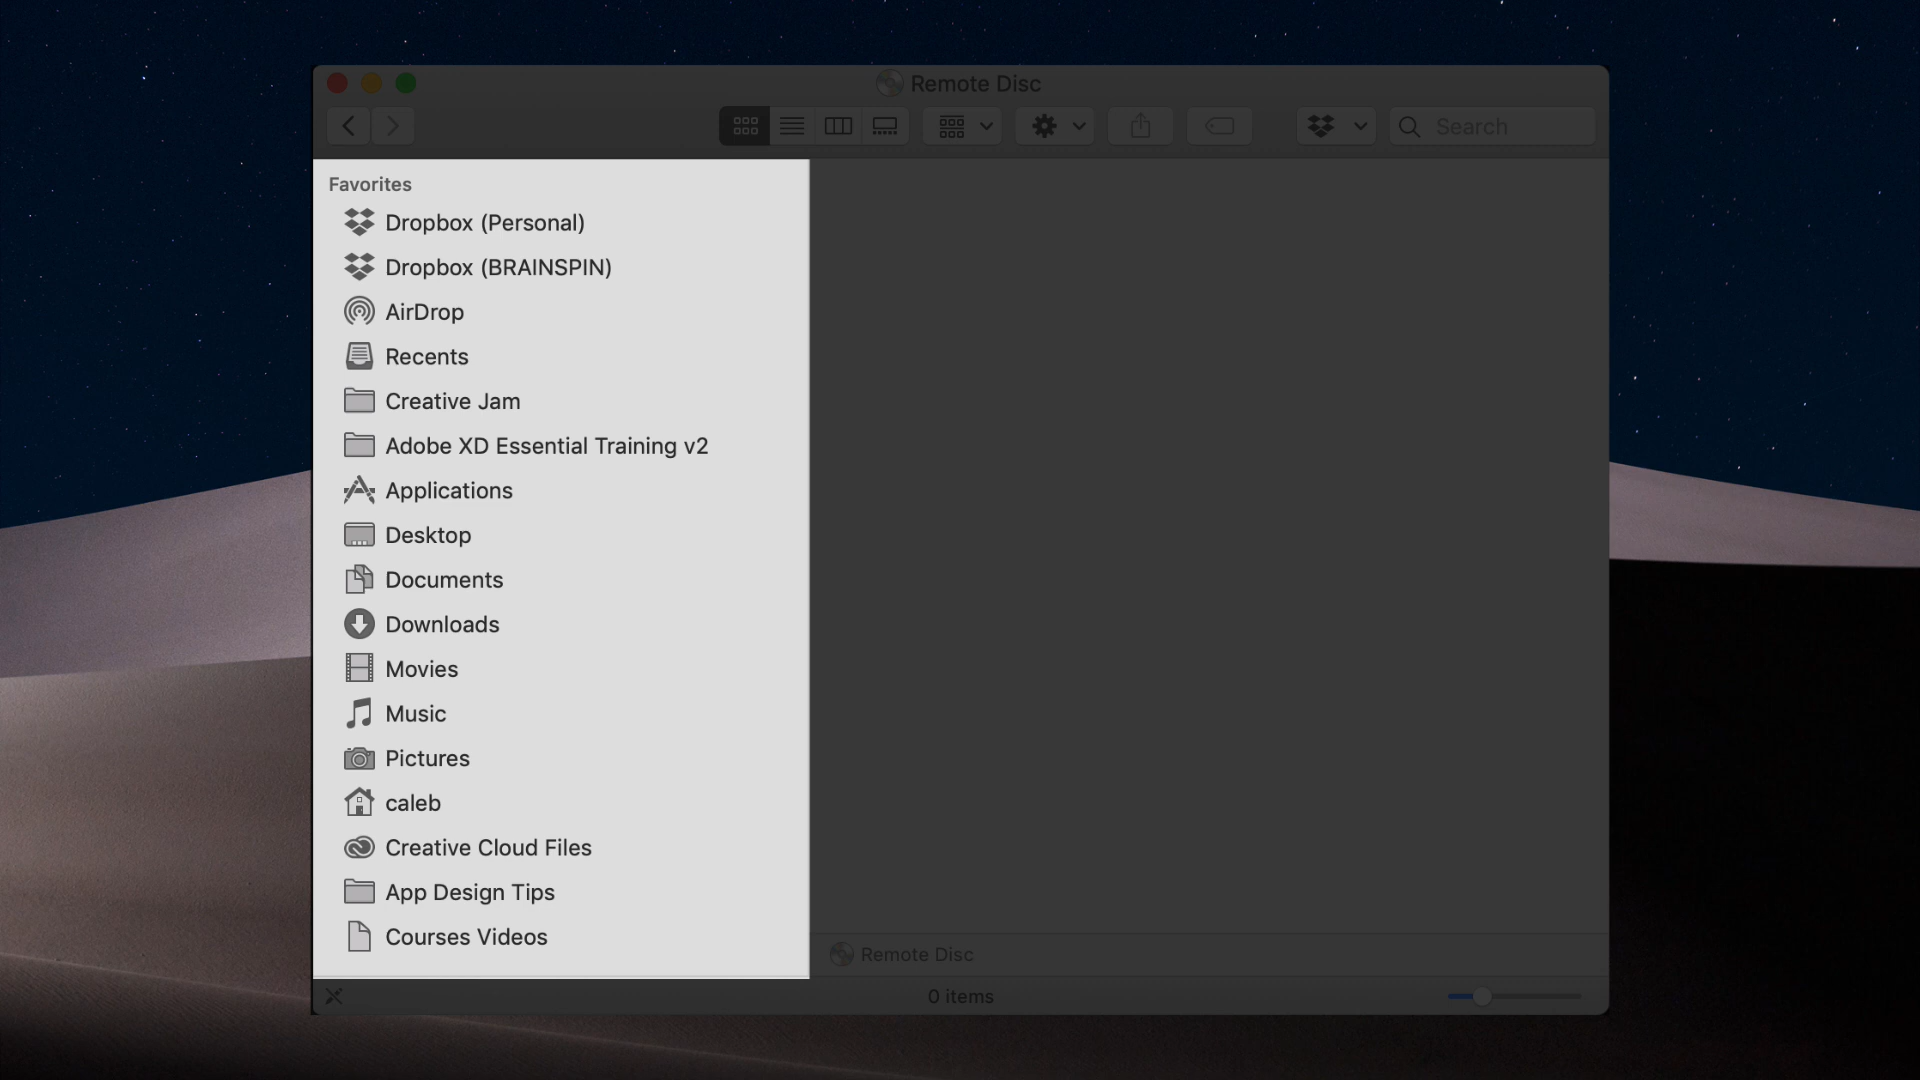 Remote Disc
Search
Favorites
Dropbox (Personal)
Dropbox (BRAINSPIN)
AirDrop
Recents
Creative Jam
Adobe XD Essential Training v2
Applications
Desktop
Documents
Downloads
Movies
Music
Pictures
caleb
Creative Cloud Files
App Design Tips
Courses Videos
Remote Disc
0 items